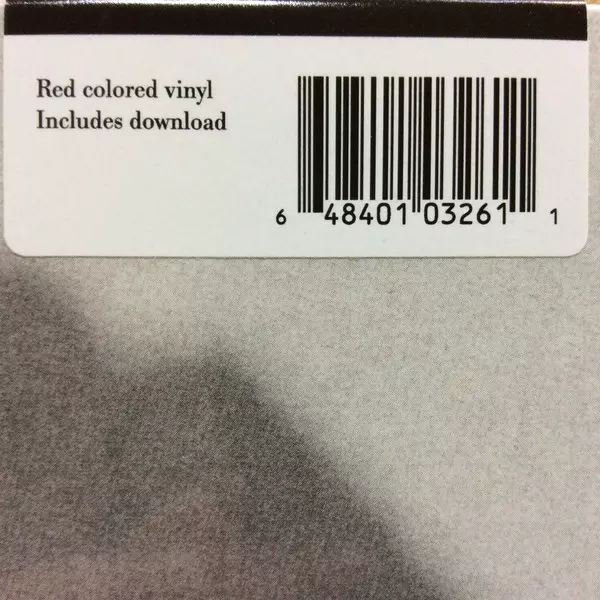 Red colored vinyl
Includes download
6 48401 03261 1